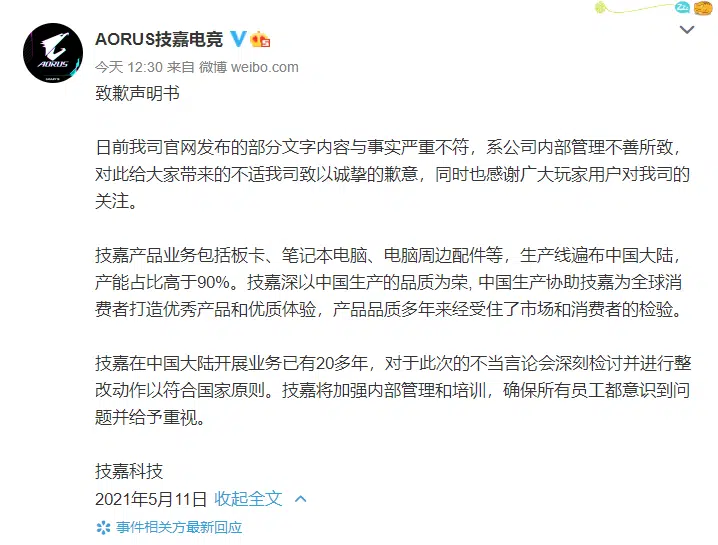 AORUS技嘉电竞
今天 12:30 来自 微博 weibo.com
AORUS
致歉声明书
日前我司官网发布的部分文字内容与事实严重不符，系公司内部管理不善所致，
对此给大家带来的不适我司致以诚挚的歉意，同时也感谢广大玩家用户对我司的
关注。
技嘉产品业务包括板卡、笔记本电脑、电脑周边配件等，生产线遍布中国大陆，
产能占比高于90%。技嘉深以中国生产的品质为荣, 中国生产协助技嘉为全球消
费者打造优秀产品和优质体验，产品品质多年来经受住了市场和消费者的检验。
技嘉在中国大陆开展业务已有20多年，对于此次的不当言论会深刻检讨并进行整
改动作以符合国家原则。技嘉将加强内部管理和培训，确保所有员工都意识到问
题并给予重视。
技嘉科技
2021年5月11日 收起全文
事件相关方最新回应